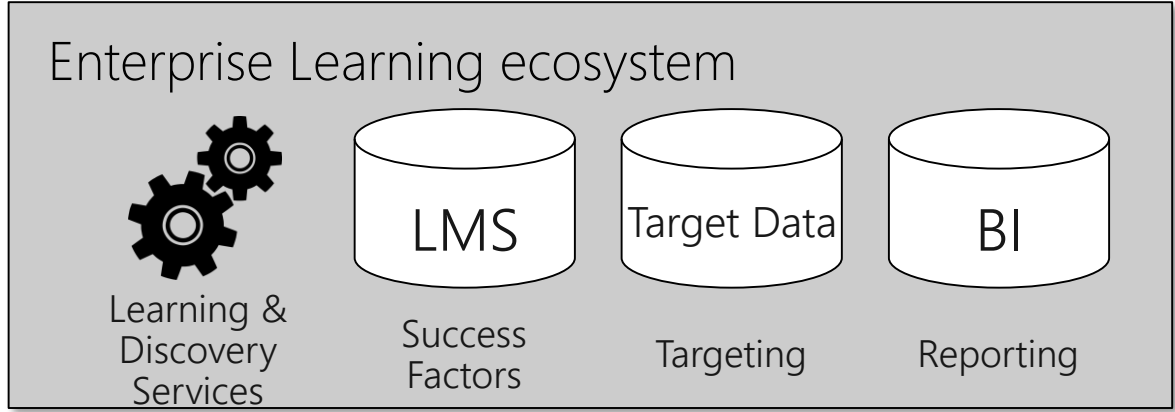 Enterprise Learning ecosystem
LMS
Target Data
BI
Learning &
Discovery
Services
Success
Factors
Targeting
Reporting